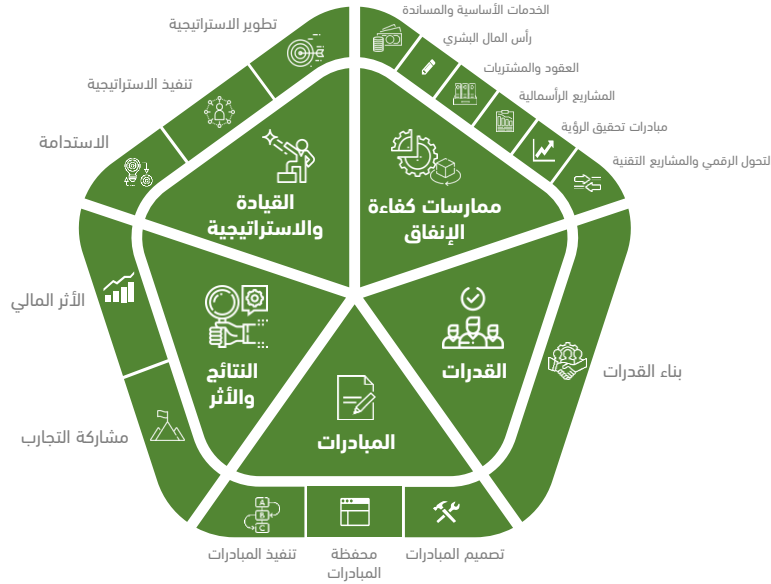 الخدمات الأساسية والمساندة
رأس المال البشري
العقود والمشتريات
المشاريع الرأسمالية
مبادرات تحقيق الرؤية
لتحول الرقمي والمشاريع التقنية
تطوير الاستراتيجية
تنفيذ الاستراتيجية
الاستدامة
ممارسات كفاءة
الإنفاق
القيادة
والاستراتيجية
القدرات
النتائج
والأثر
المبادرات
الأثر المالي
مشاركة التجارب
بناء القدرات
تصميم المبادرات
محفظة
المبادرات
تنفيذ المبادرات
A
B
C